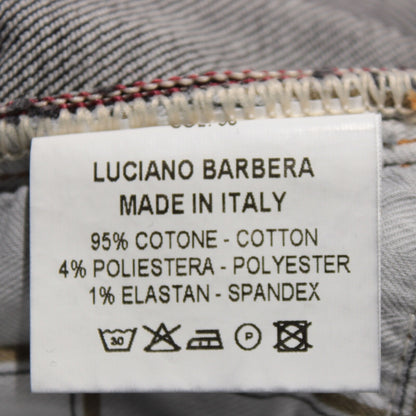 LUCIANO BARBERA
MADE IN ITALY
95% COTONE - COTTON
4% POLIESTERA - POLYESTER
1% ELASTAN - SPANDEX
30 P